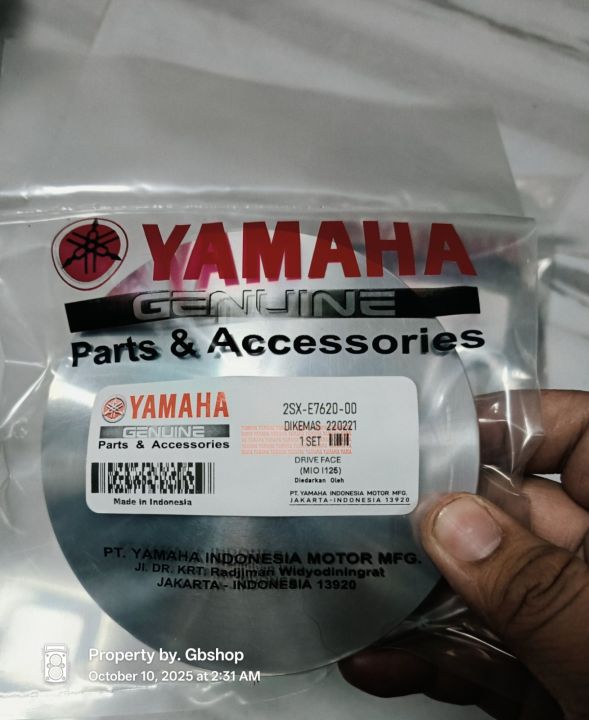 YAMAHA
GENUINE
Parts & Accessories
YAMAHA
GENUINE
Parts & Accessories
Made in Indonesia
2SX-E7620-00
DIKEMAS 220221
1 SET
DRIVE FACE
(MIO I125)
Diedarkan Oleh
PT. YAMAHA INDONESIA MOTOR MFG.
JAKARTA-INDONESIA 13920
PT. YAMAHA INDONESIA MOTOR MFG.
Jl. DR. KRT. Radjiman Widyodiningrat
JAKARTA - INDONESIA 13920
Property by. Gbshop
October 10, 2025 at 2:31 AM